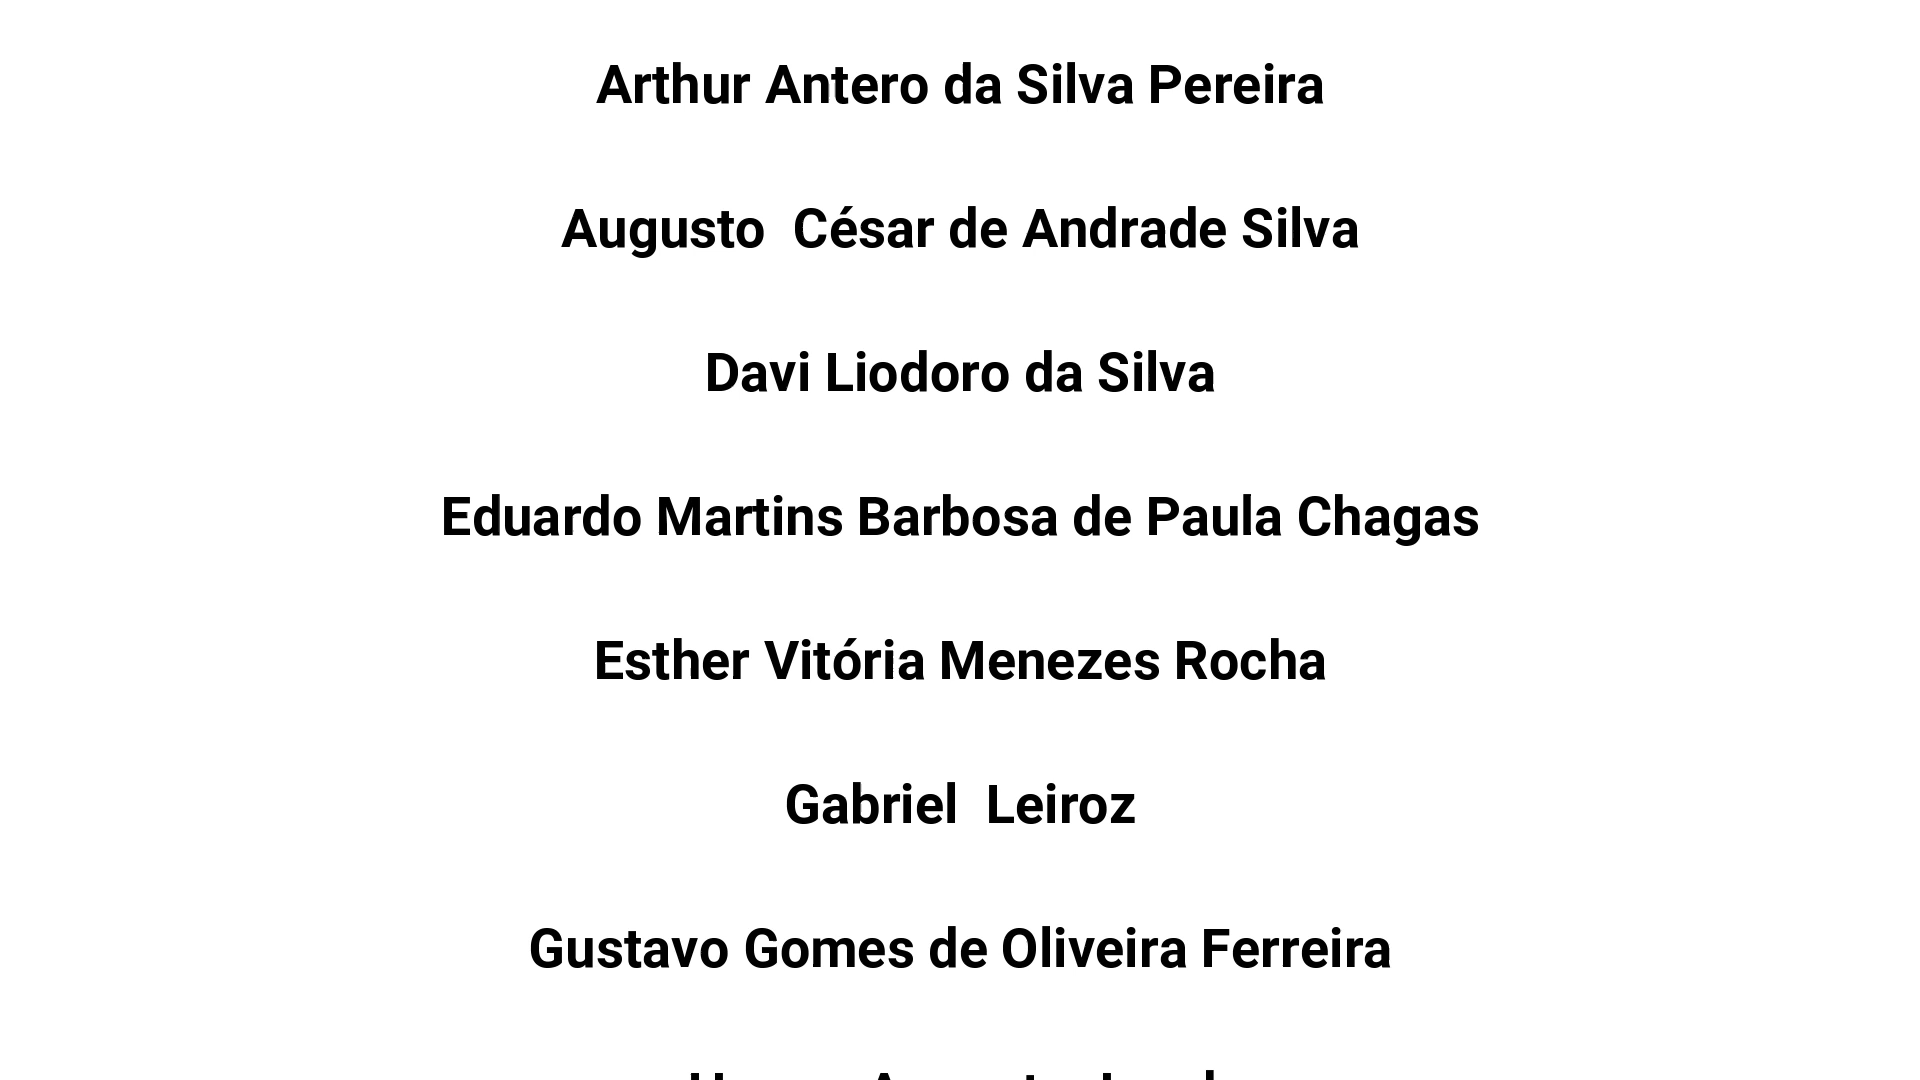 Arthur Antero da Silva Pereira
Augusto  César de Andrade Silva
Davi Liodoro da Silva
Eduardo Martins Barbosa de Paula Chagas
Esther Vitória Menezes Rocha
Gabriel  Leiroz
Gustavo Gomes de Oliveira Ferreira